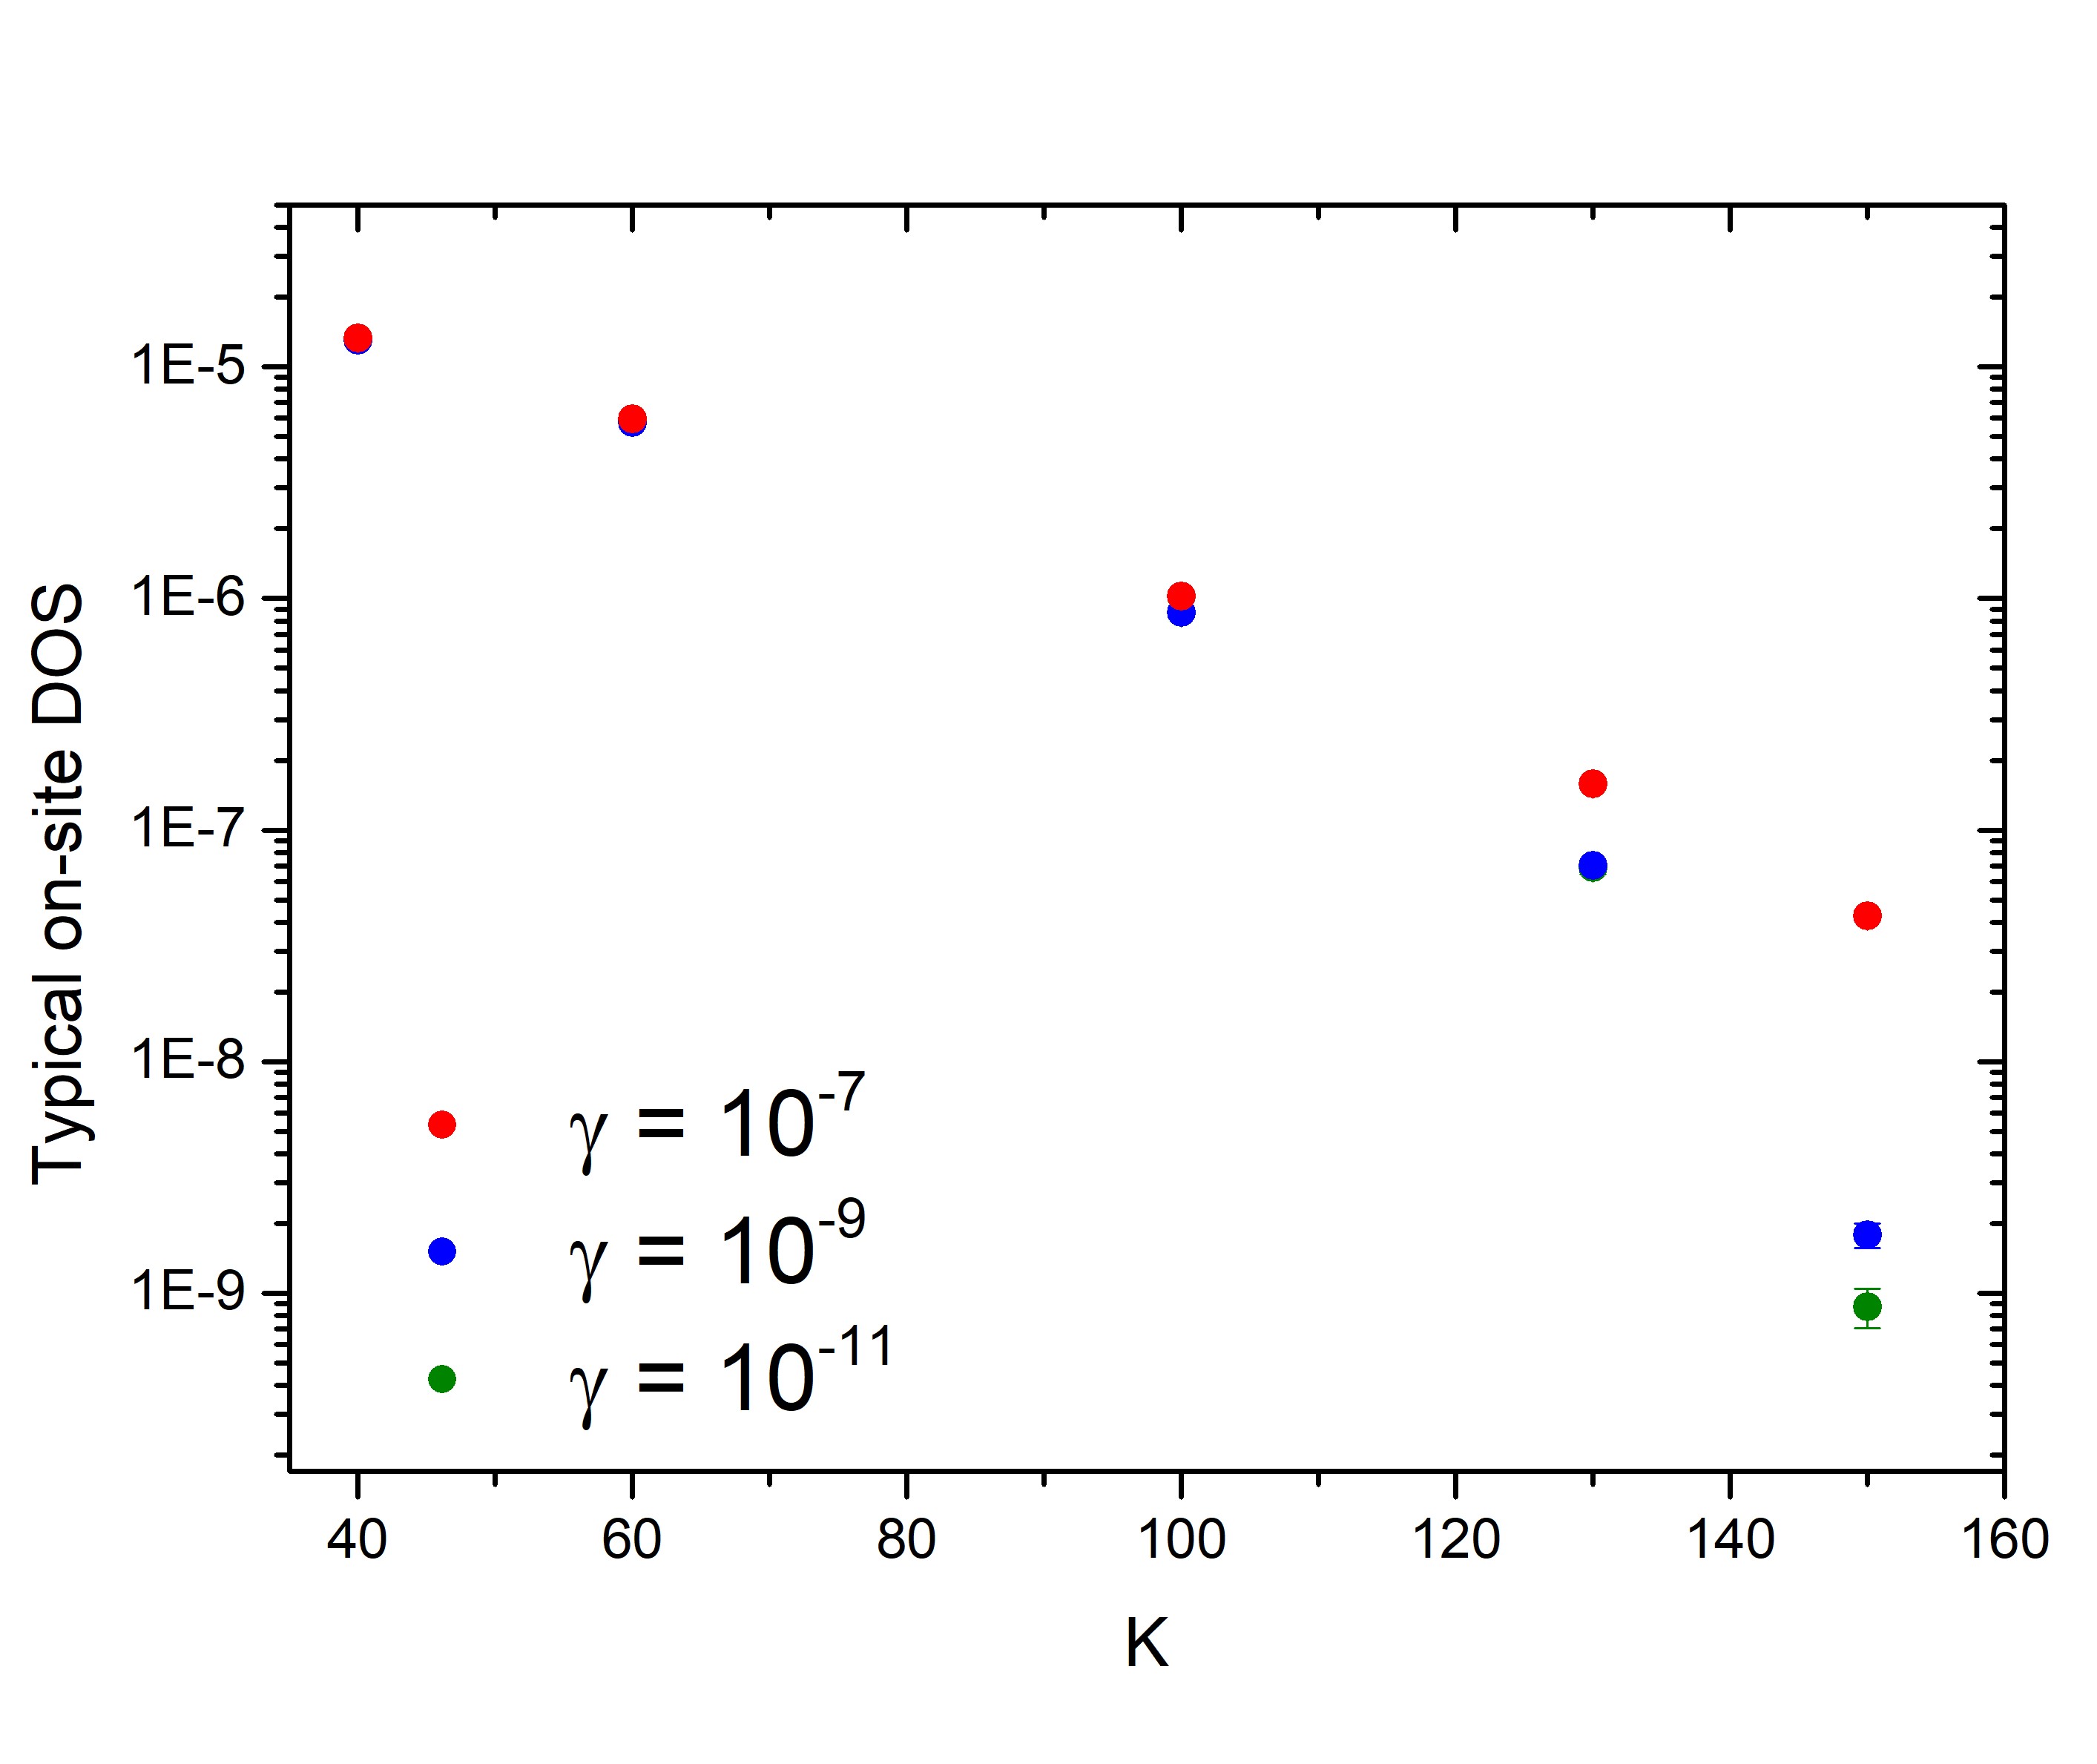 Typical on-site DOS
1E-5
1E-6
1E-7
1E-8
1E-9
γ = 10⁻⁷
γ = 10⁻⁹
γ = 10⁻¹¹
40 60 80 100 120 140 160
K